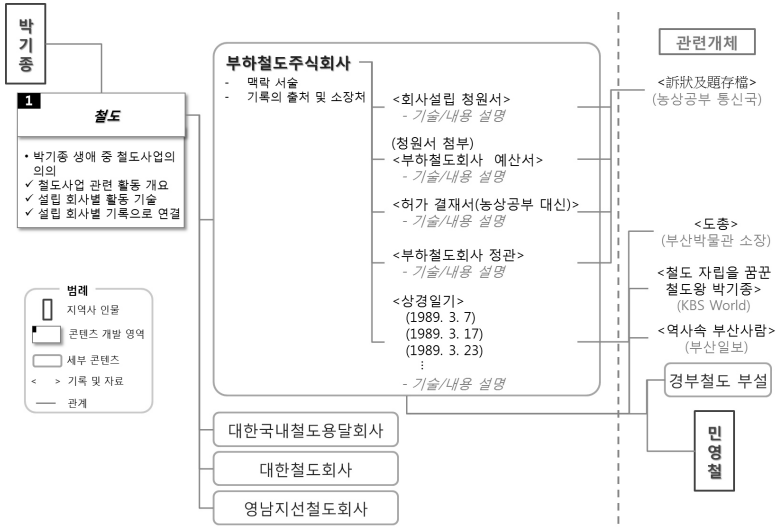 박기종
1
철도
• 박기종 생애 중 철도사업의
의의
✓ 철도사업 관련 활동 개요
✓ 설립 회사별 활동 기술
✓ 설립 회사별 기록으로 연결
범례
지역사 인물
콘텐츠 개발 영역
세부 콘텐츠
< > 기록 및 자료
관계
부하철도주식회사
- 맥락 서술
- 기록의 출처 및 소장처
<회사설립 청원서>
- 기술/내용 설명
(청원서 첨부)
<부하철도회사 예산서>
- 기술/내용 설명
<허가 결재서(농상공부 대신)>
- 기술/내용 설명
<부하철도회사 정관>
- 기술/내용 설명
<상경일기>
(1989. 3. 7)
(1989. 3. 17)
(1989. 3. 23)
⋮
- 기술/내용 설명
대한국내철도용달회사
대한철도회사
영남지선철도회사
관련개체
<訴狀及題存檔>
(농상공부 통신국)
<도총>
(부산박물관 소장)
<철도 자립을 꿈꾼
철도왕 박기종>
(KBS World)
<역사속 부산사람>
(부산일보)
경부철도 부설
민영철